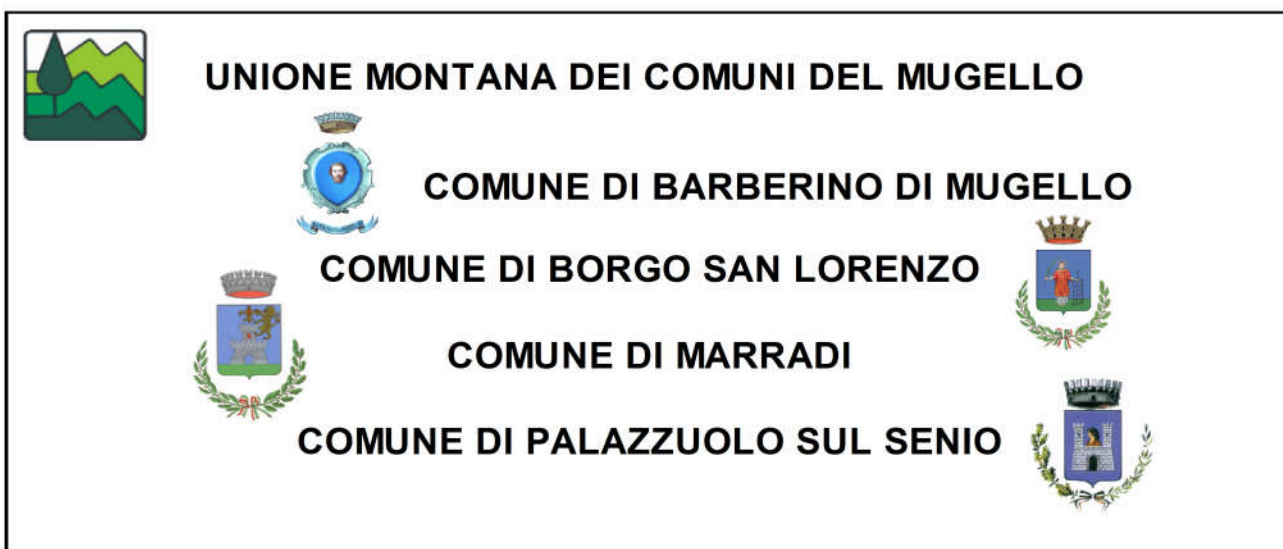 UNIONE MONTANA DEI COMUNI DEL MUGELLO
COMUNE DI BARBERINO DI MUGELLO
COMUNE DI BORGO SAN LORENZO
COMUNE DI MARRADI
COMUNE DI PALAZZUOLO SUL SENIO